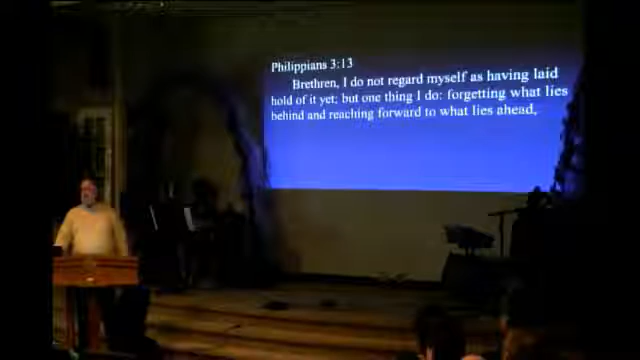 Philippians 3:13
Brethren, I do not regard myself as having laid
hold of it yet; but one thing I do: forgetting what lies
behind and reaching forward to what lies ahead,